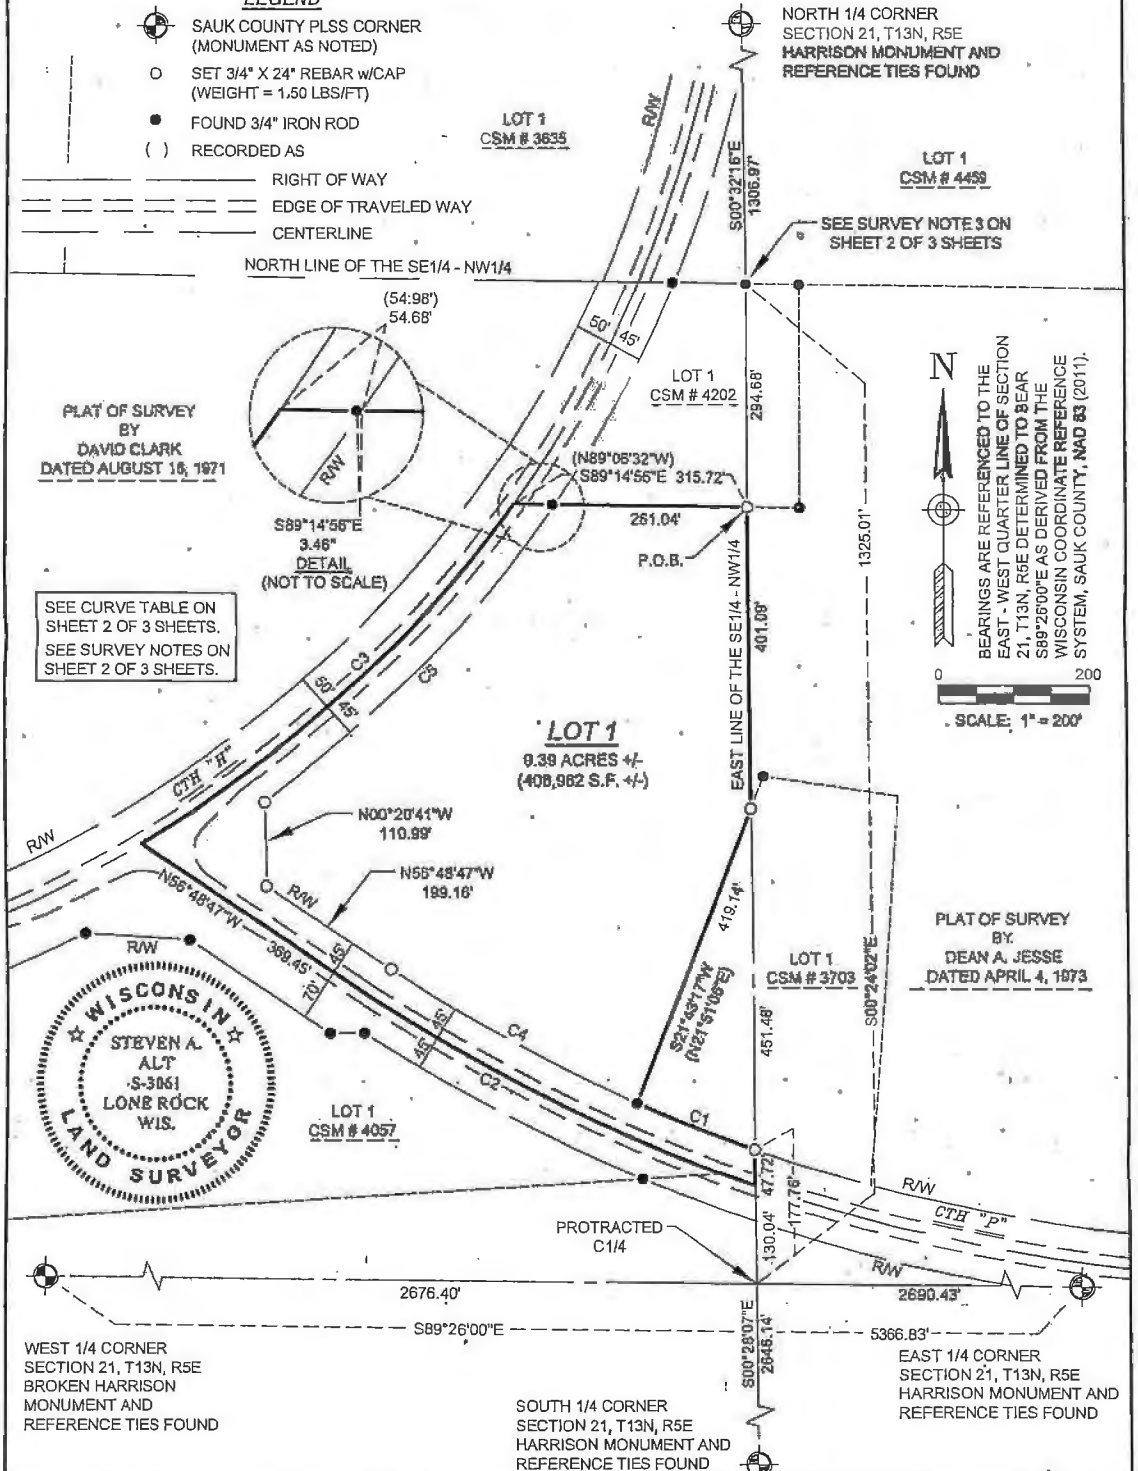 LEGEND
SAUK COUNTY PLSS CORNER
(MONUMENT AS NOTED)
SET 3/4" X 24" REBAR w/CAP
(WEIGHT = 1.50 LBS/FT)
FOUND 3/4" IRON ROD
( ) RECORDED AS
RIGHT OF WAY
EDGE OF TRAVELED WAY
CENTERLINE
NORTH 1/4 CORNER
SECTION 21, T13N, R5E
HARRISON MONUMENT AND
REFERENCE TIES FOUND
LOT 1
CSM # 3635
R/W
S00°32'16"E
1306.97'
LOT 1
CSM # 4459
SEE SURVEY NOTE 3 ON
SHEET 2 OF 3 SHEETS
NORTH LINE OF THE SE1/4 - NW1/4
(54.98')
54.68'
50'
45'
LOT 1
CSM # 4202
294.68'
PLAT OF SURVEY
BY
DAVID CLARK
DATED AUGUST 16, 1971
R/W
S89°14'56"E
3.46"
DETAIL
(NOT TO SCALE)
(N89°06'32"W)
S89°14'56"E 315.72'
261.04'
P.O.B.
1325.01'
N
BEARINGS ARE REFERENCED TO THE
EAST - WEST QUARTER LINE OF SECTION
21, T13N, R5E DETERMINED TO BEAR
S89°26'00"E AS DERIVED FROM THE
WISCONSIN COORDINATE REFERENCE
SYSTEM, SAUK COUNTY, NAD 83 (2011).
0 200
SCALE: 1" = 200'
SEE CURVE TABLE ON
SHEET 2 OF 3 SHEETS.
SEE SURVEY NOTES ON
SHEET 2 OF 3 SHEETS.
C3
C5
50'
45'
401.09'
EAST LINE OF THE SE1/4 - NW1/4
LOT 1
9.39 ACRES +/-
(408,962 S.F. +/-)
CTH "H"
R/W
N00°20'41"W
110.99'
N56°48'47"W
199.16'
R/W
N56°48'47"W
369.45'
45'
70'
R/W
419.14'
S21°43'17"W
(N21°51'06"E)
LOT 1
CSM # 3703
S00°24'02"E
PLAT OF SURVEY
BY
DEAN A. JESSE
DATED APRIL 4, 1973
451.48'
C4
45'
45'
C2
C1
WISCONSIN
STEVEN A.
ALT
S-3061
LONE ROCK
WIS.
LAND SURVEYOR
LOT 1
CSM # 4057
47.72'
177.76'
130.04'
R/W
CTH "P"
R/W
PROTRACTED
C1/4
2676.40'
2690.43'
S89°26'00"E
5366.83'
S00°28'07"E
2646.14'
WEST 1/4 CORNER
SECTION 21, T13N, R5E
BROKEN HARRISON
MONUMENT AND
REFERENCE TIES FOUND
SOUTH 1/4 CORNER
SECTION 21, T13N, R5E
HARRISON MONUMENT AND
REFERENCE TIES FOUND
EAST 1/4 CORNER
SECTION 21, T13N, R5E
HARRISON MONUMENT AND
REFERENCE TIES FOUND